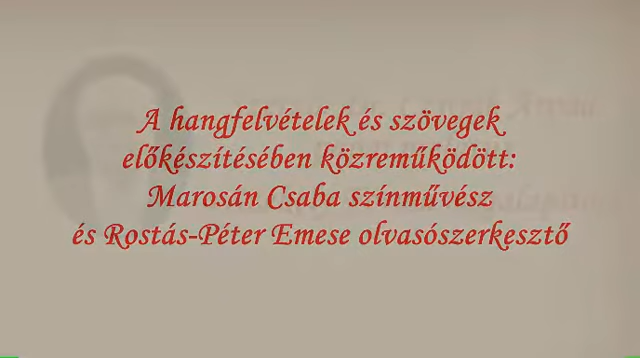 A hangfelvételek és szövegek
előkészítésében közreműködött:
Marosán Csaba színművész
és Rostás-Péter Emese olvasószerkesztő